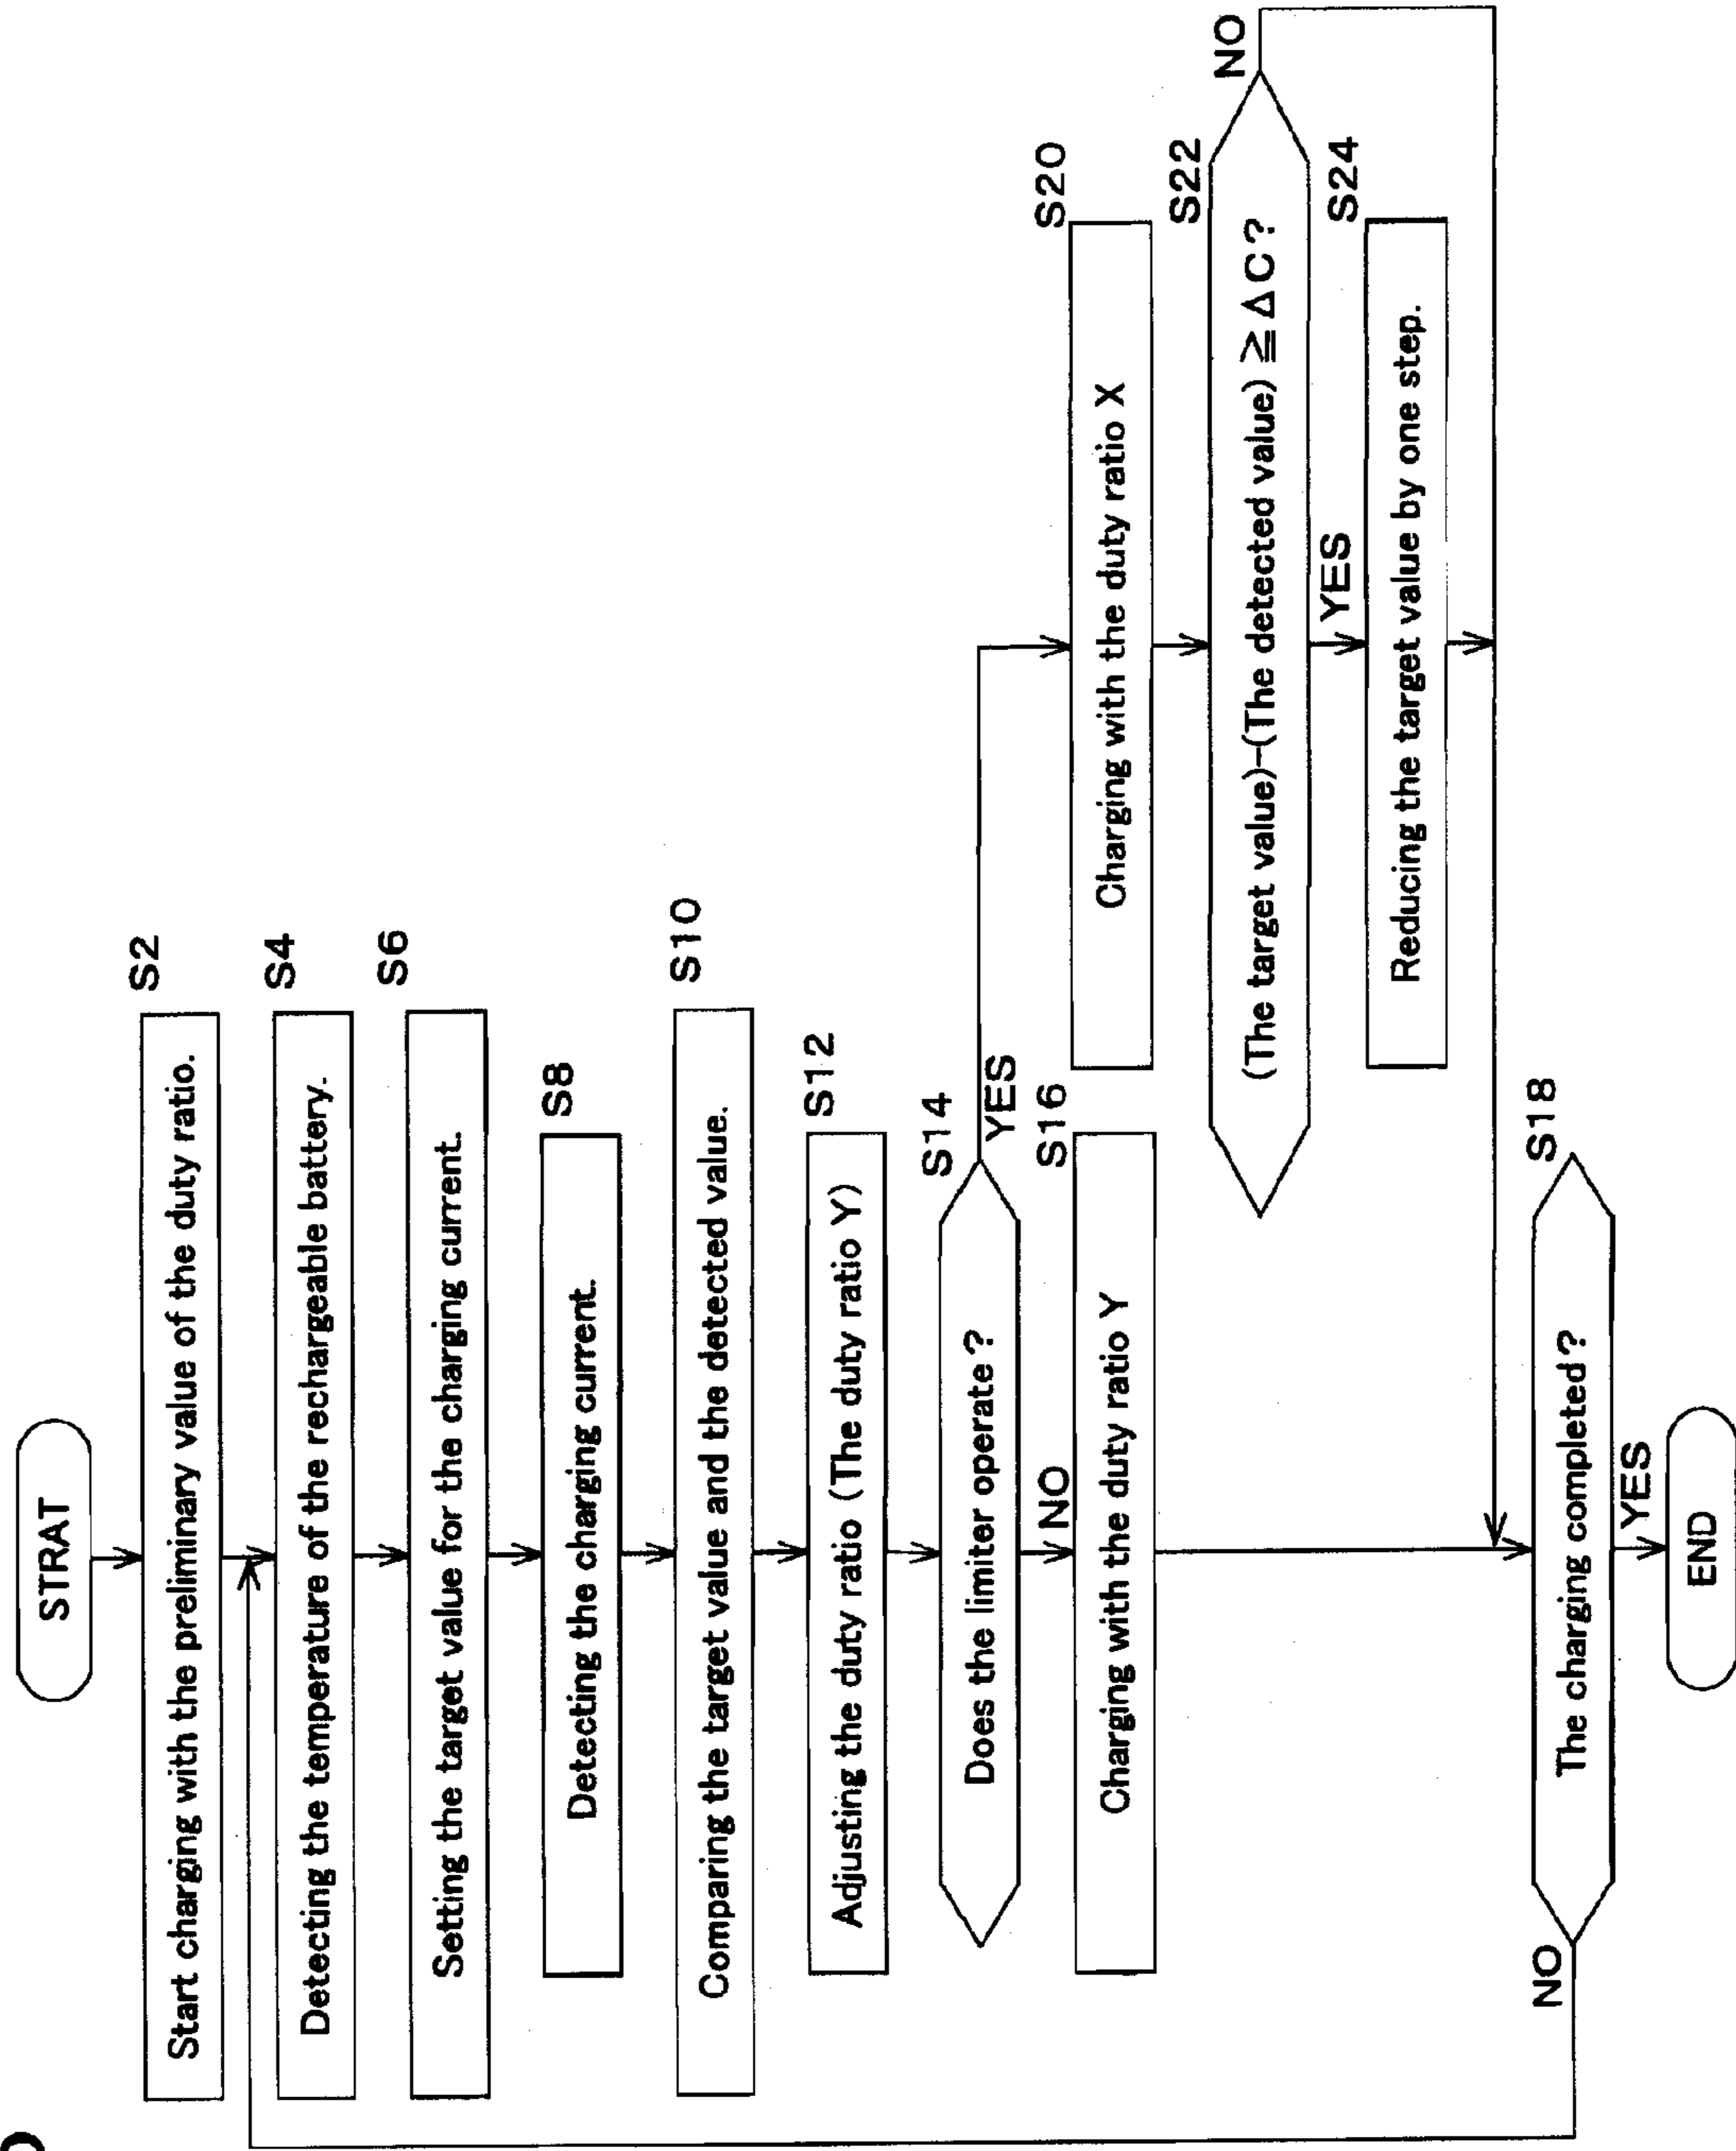 STRAT
S2
Start charging with the preliminary value of the duty ratio.
S4
Detecting the temperature of the rechargeable battery.
S6
Setting the target value for the charging current.
S8
Detecting the charging current.
S10
Comparing the target value and the detected value.
S12
Adjusting the duty ratio (The duty ratio Y)
S14
Does the limiter operate?
YES
NO
S16
Charging with the duty ratio Y
S20
Charging with the duty ratio X
S22
(The target value)-(The detected value) ≧ ΔC?
NO
YES
S24
Reducing the target value by one step.
S18
The charging completed?
NO
YES
END